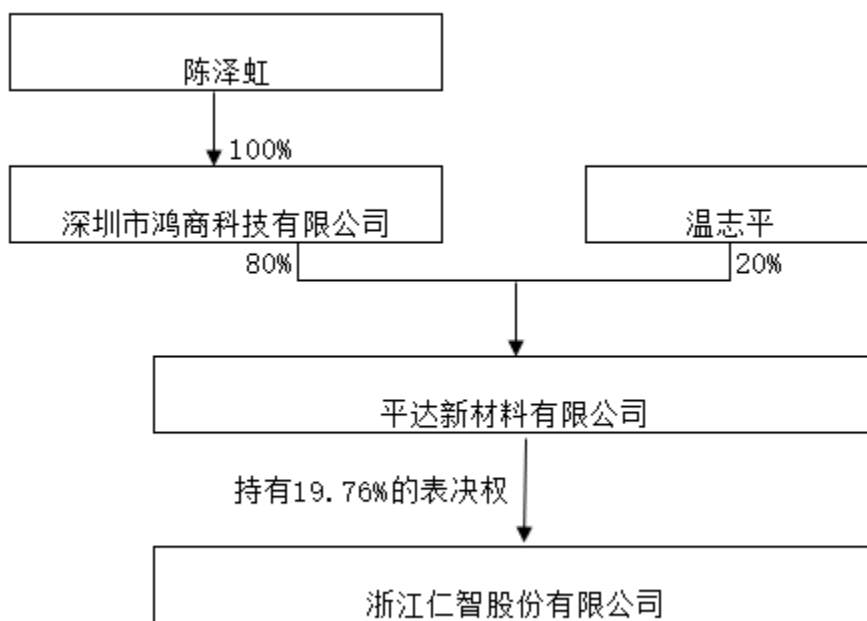 陈泽虹
100%
深圳市鸿商科技有限公司
温志平
80%
20%
平达新材料有限公司
持有19.76%的表决权
浙江仁智股份有限公司